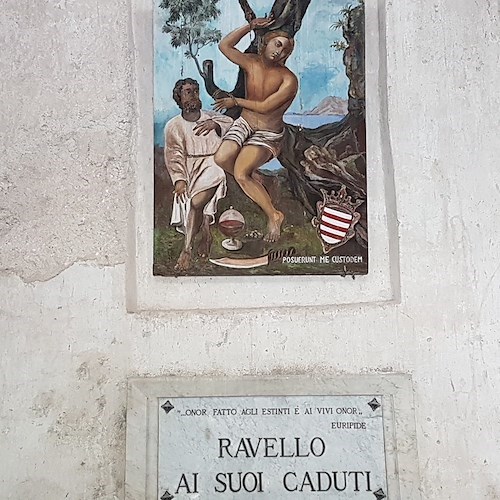 POSUERUNT ME CUSTODEM
"...ONOR FATTO AGLI ESTINTI È AI VIVI ONOR,,
EURIPIDE
RAVELLO
AI SUOI CADUTI